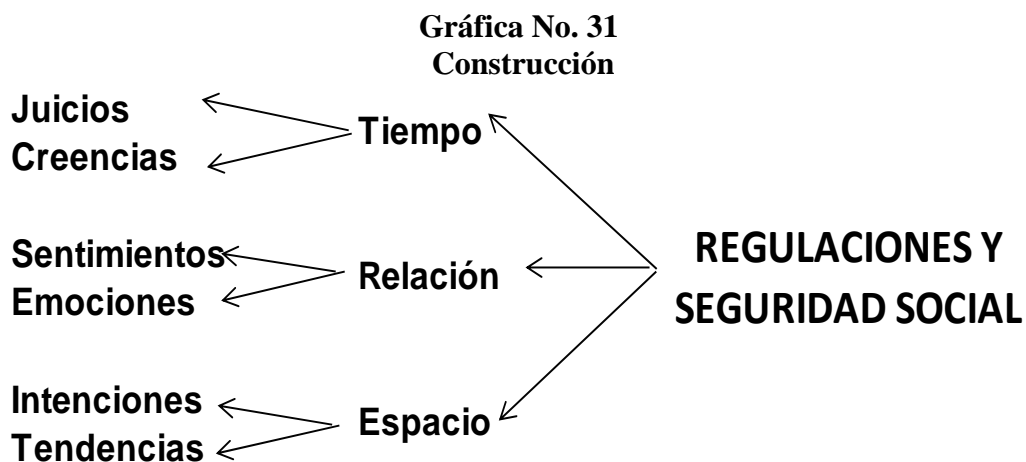 Gráfica No. 31
Construcción
Juicios
Creencias
Tiempo
Sentimientos
Emociones
Relación
REGULACIONES Y
SEGURIDAD SOCIAL
Intenciones
Tendencias
Espacio